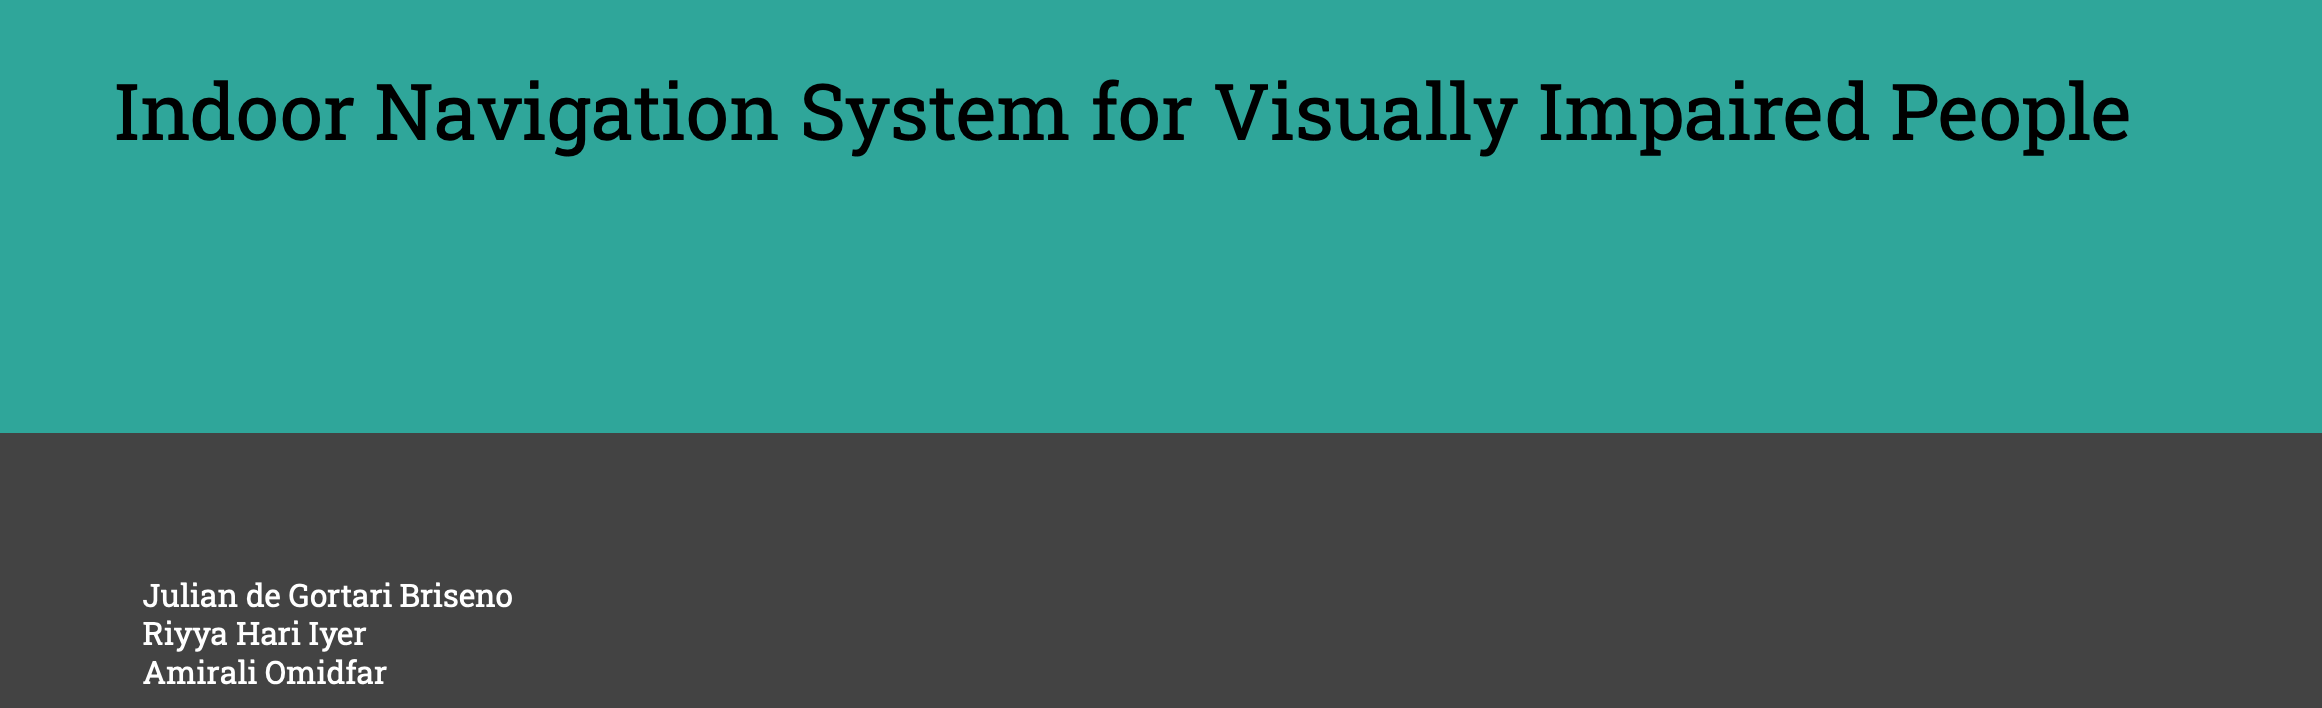 Indoor Navigation System for Visually Impaired People
Julian de Gortari Briseno
Riyya Hari Iyer
Amirali Omidfar